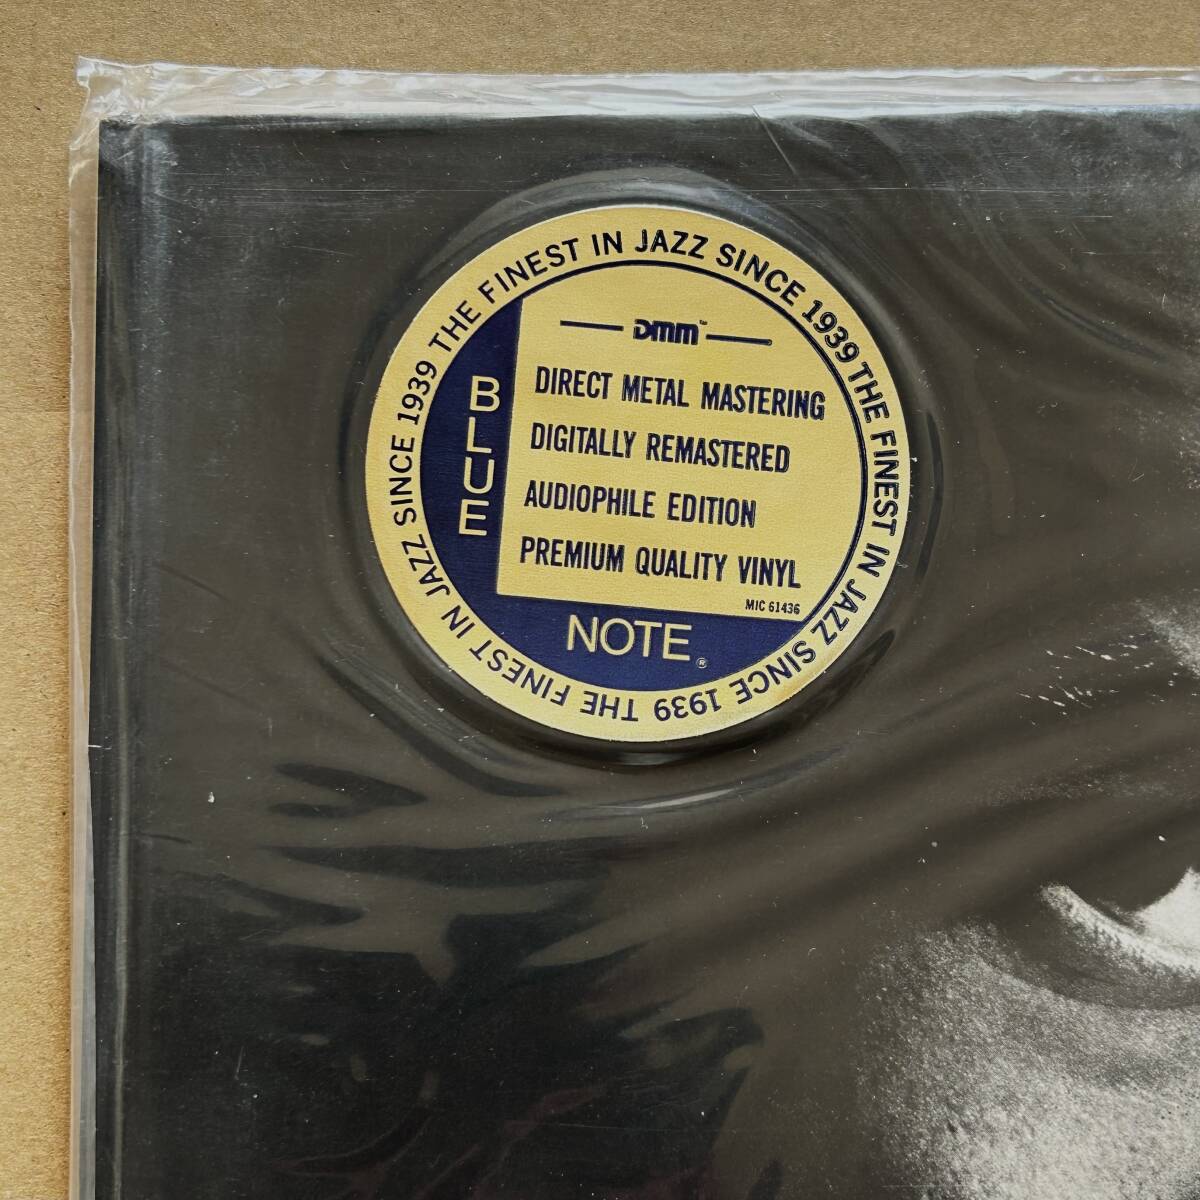 THE FINEST IN JAZZ SINCE 1939 THE FINEST IN JAZZ SINCE 1939 THE FINEST IN JAZZ SINCE 1939
DMM™
DIRECT METAL MASTERING
DIGITALLY REMASTERED
AUDIOPHILE EDITION
PREMIUM QUALITY VINYL
MIC 61436
BLUE
NOTE®